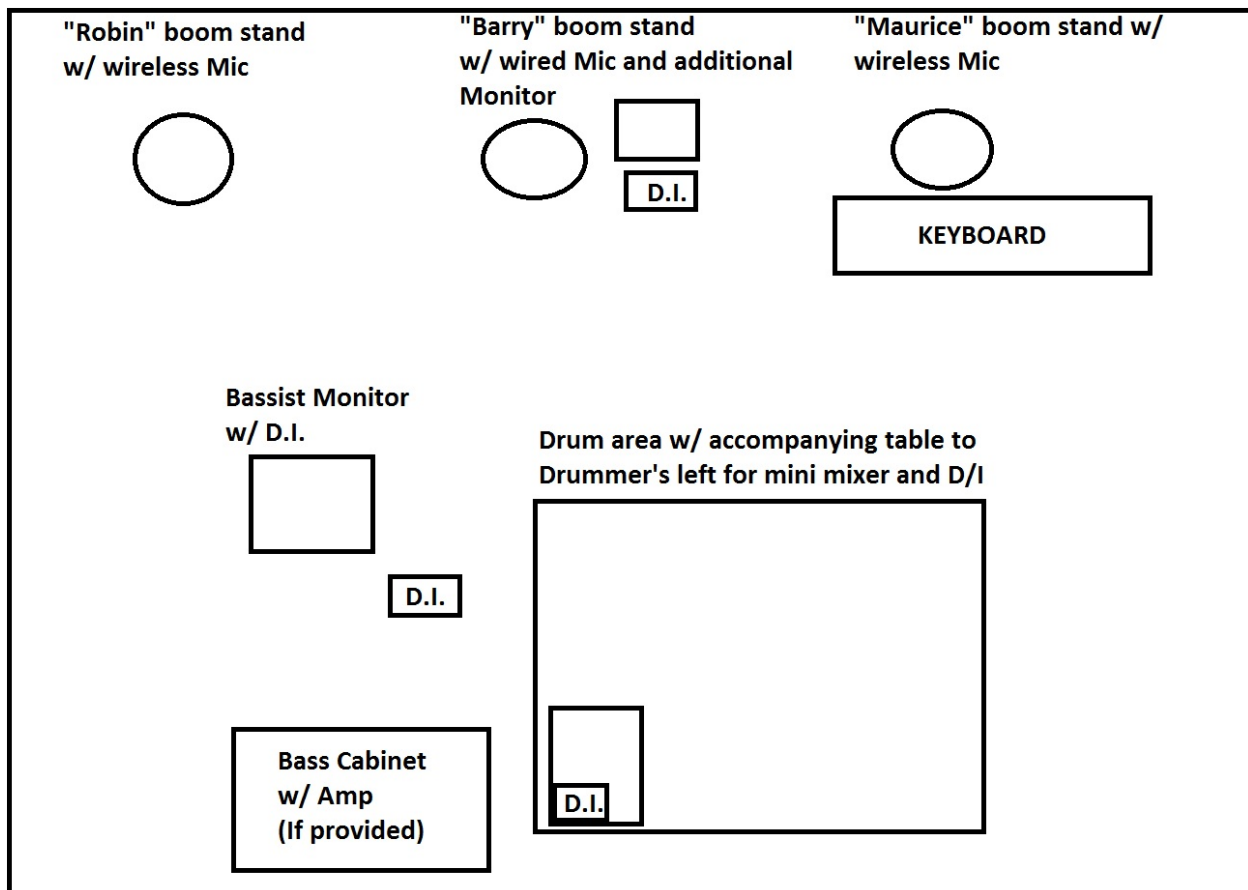 "Robin" boom stand
w/ wireless Mic
"Barry" boom stand
w/ wired Mic and additional
Monitor
"Maurice" boom stand w/
wireless Mic
D.I.
KEYBOARD
Bassist Monitor
w/ D.I.
Drum area w/ accompanying table to
Drummer's left for mini mixer and D/I
D.I.
Bass Cabinet
w/ Amp
(If provided)
D.I.